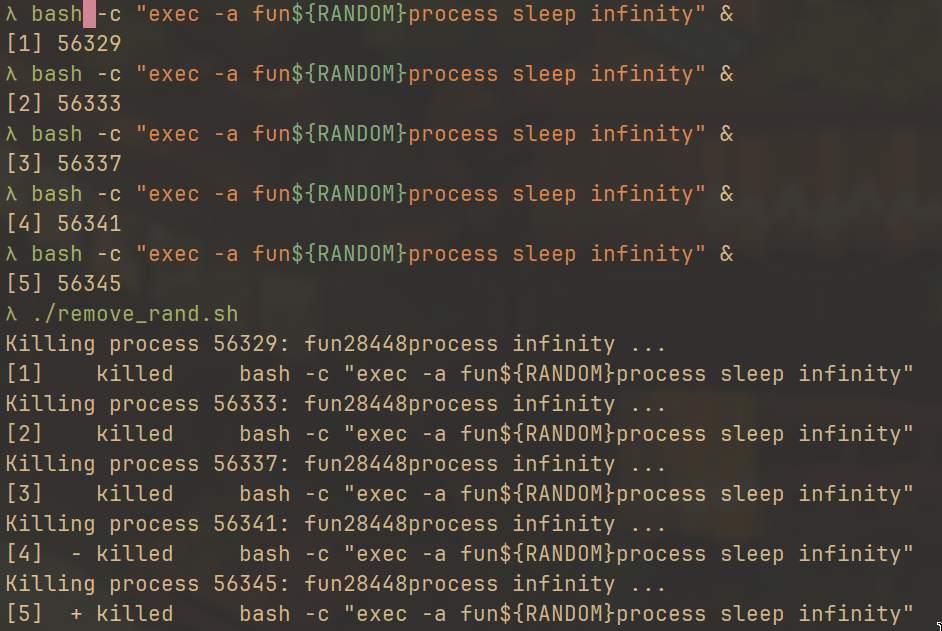 λ bash -c "exec -a fun${RANDOM}process sleep infinity" &
[1] 56329
λ bash -c "exec -a fun${RANDOM}process sleep infinity" &
[2] 56333
λ bash -c "exec -a fun${RANDOM}process sleep infinity" &
[3] 56337
λ bash -c "exec -a fun${RANDOM}process sleep infinity" &
[4] 56341
λ bash -c "exec -a fun${RANDOM}process sleep infinity" &
[5] 56345
λ ./remove_rand.sh
Killing process 56329: fun28448process infinity ...
[1]    killed     bash -c "exec -a fun${RANDOM}process sleep infinity"
Killing process 56333: fun28448process infinity ...
[2]    killed     bash -c "exec -a fun${RANDOM}process sleep infinity"
Killing process 56337: fun28448process infinity ...
[3]    killed     bash -c "exec -a fun${RANDOM}process sleep infinity"
Killing process 56341: fun28448process infinity ...
[4]  - killed     bash -c "exec -a fun${RANDOM}process sleep infinity"
Killing process 56345: fun28448process infinity ...
[5]  + killed     bash -c "exec -a fun${RANDOM}process sleep infinity"